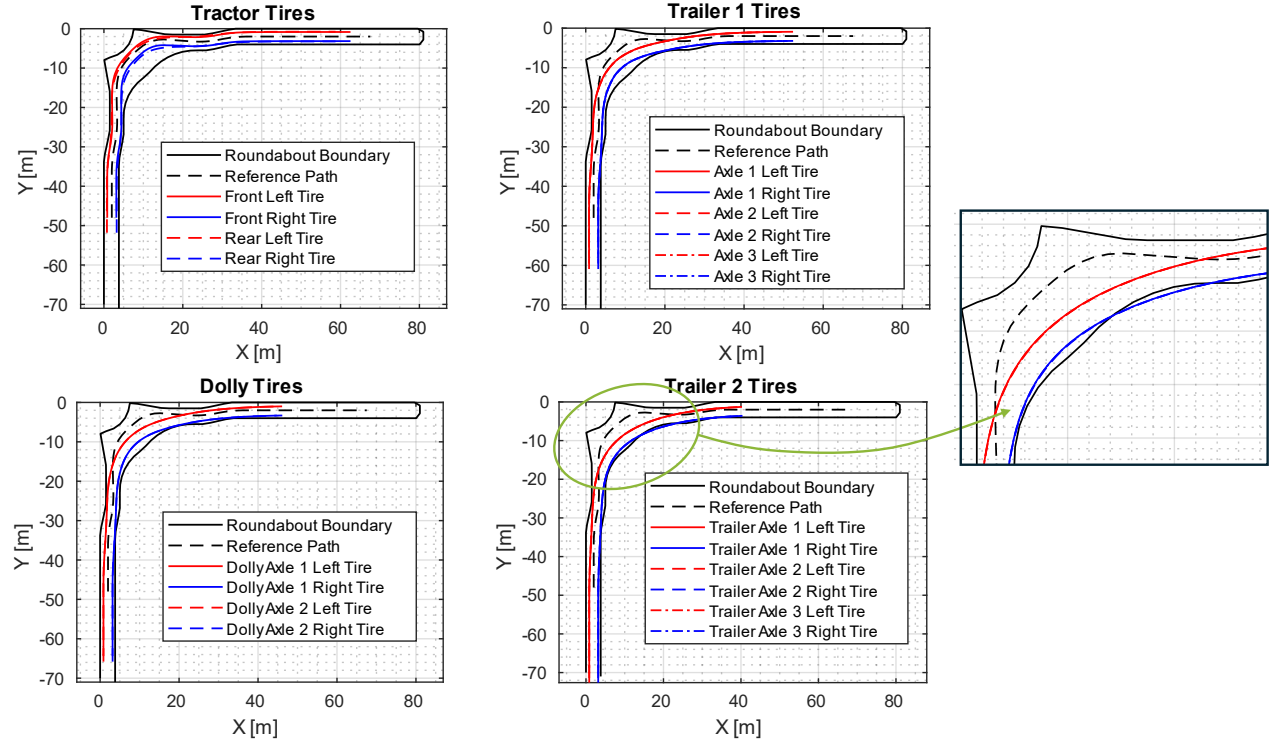 Tractor Tires
0
-10
-20
-30
-40
-50
-60
-70
Y [m]
0
20
40
60
80
X [m]
Roundabout Boundary
Reference Path
Front Left Tire
Front Right Tire
Rear Left Tire
Rear Right Tire
Trailer 1 Tires
0
-10
-20
-30
-40
-50
-60
-70
Y [m]
0
20
40
60
80
X [m]
Roundabout Boundary
Reference Path
Axle 1 Left Tire
Axle 1 Right Tire
Axle 2 Left Tire
Axle 2 Right Tire
Axle 3 Left Tire
Axle 3 Right Tire
Dolly Tires
0
-10
-20
-30
-40
-50
-60
-70
Y [m]
0
20
40
60
80
X [m]
Roundabout Boundary
Reference Path
Dolly Axle 1 Left Tire
Dolly Axle 1 Right Tire
Dolly Axle 2 Left Tire
Dolly Axle 2 Right Tire
Trailer 2 Tires
0
-10
-20
-30
-40
-50
-60
-70
Y [m]
0
20
40
60
80
X [m]
Roundabout Boundary
Reference Path
Trailer Axle 1 Left Tire
Trailer Axle 1 Right Tire
Trailer Axle 2 Left Tire
Trailer Axle 2 Right Tire
Trailer Axle 3 Left Tire
Trailer Axle 3 Right Tire